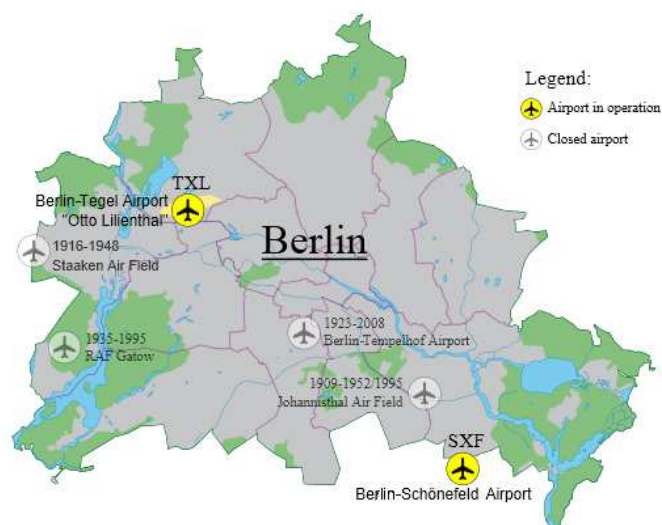 Legend:
Airport in operation
Closed airport
TXL
Berlin-Tegel Airport
"Otto Lilienthal"
Berlin
1916-1948
Staaken Air Field
1935-1995
RAF Gatow
1923-2008
Berlin-Tempelhof Airport
1909-1952/1995
Johannisthal Air Field
SXF
Berlin-Schönefeld Airport